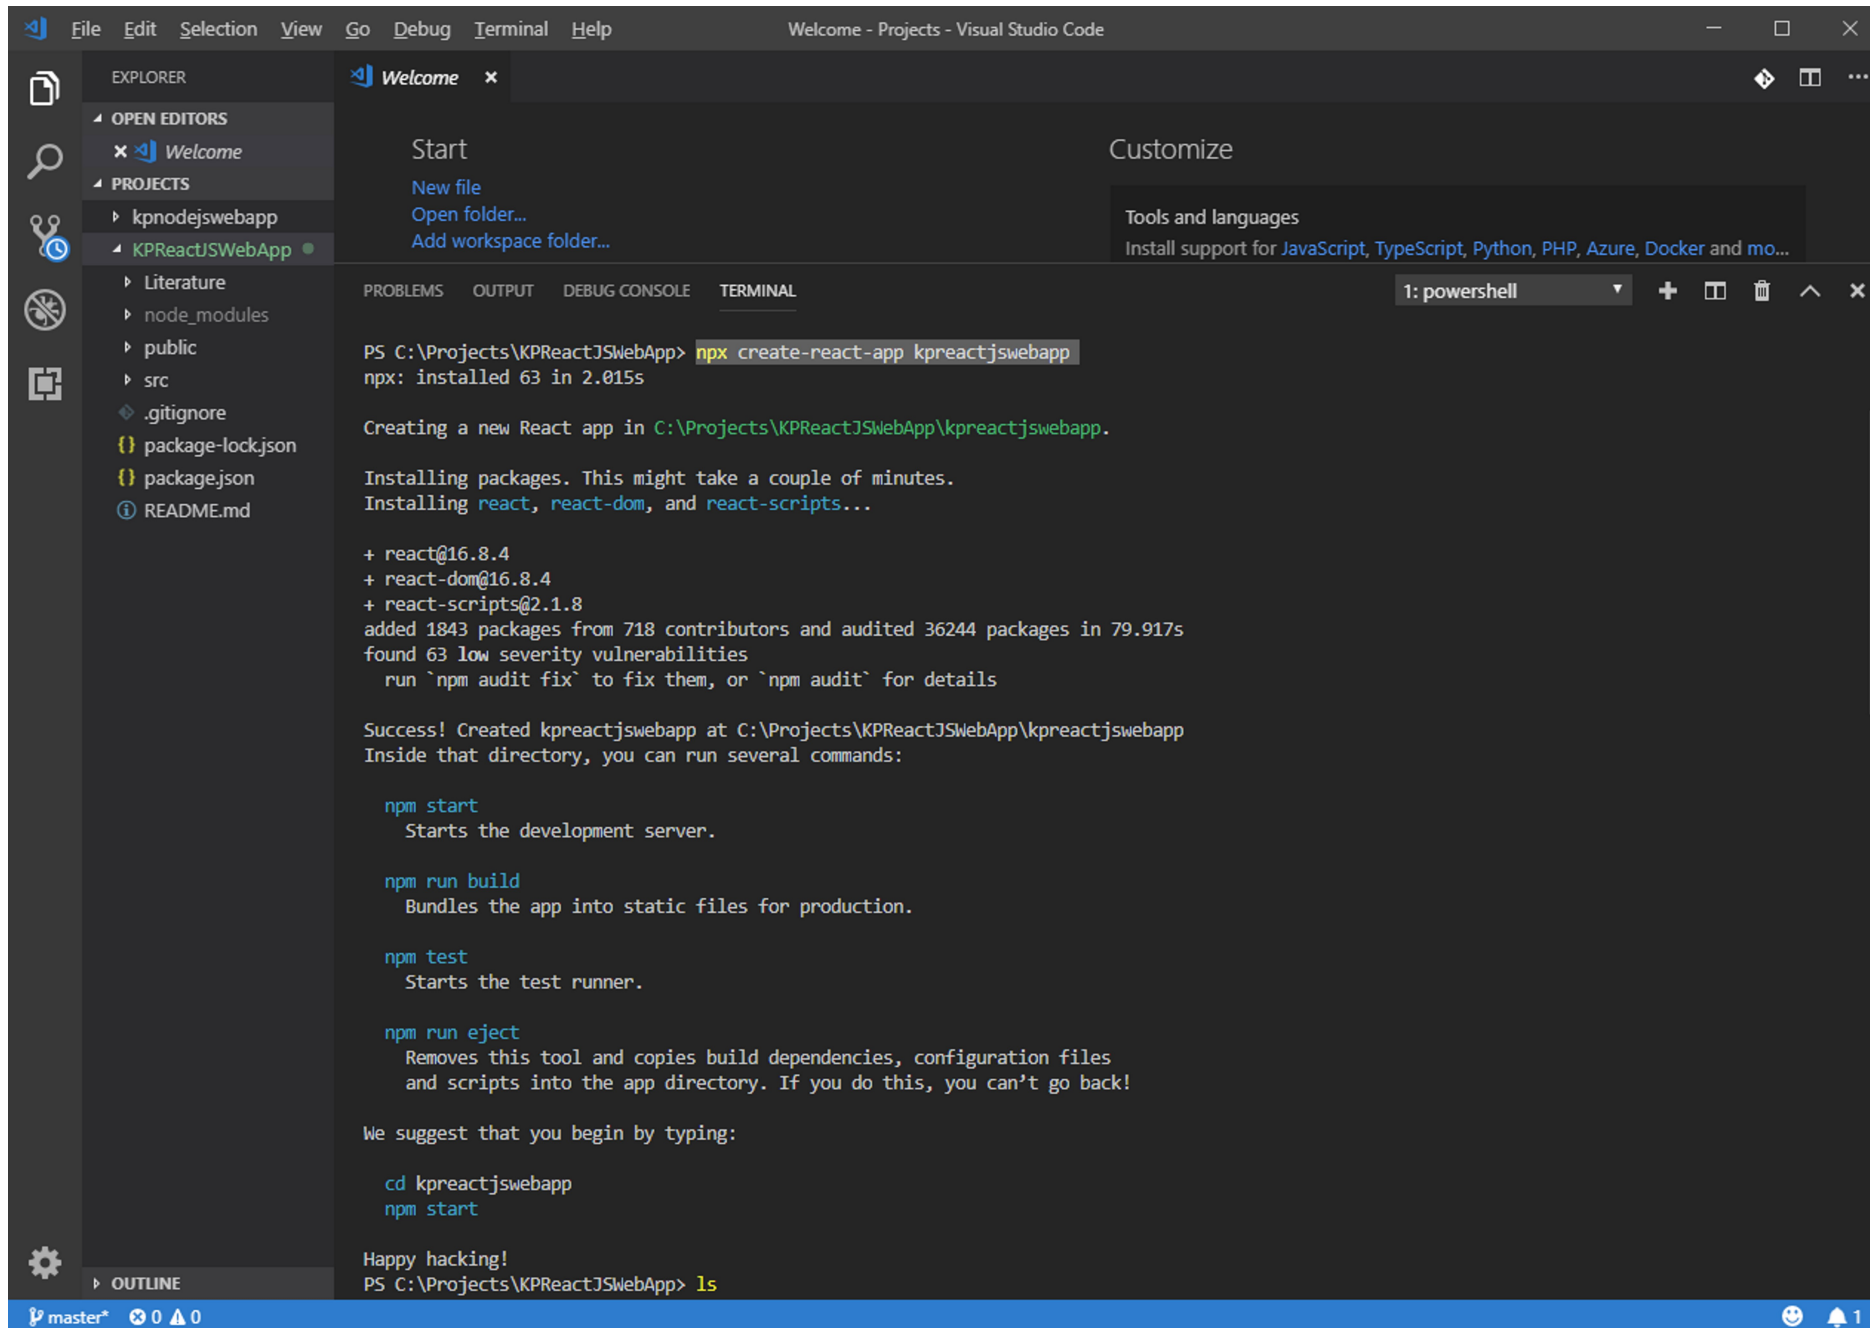 File Edit Selection View Go Debug Terminal Help
Welcome - Projects - Visual Studio Code
EXPLORER
OPEN EDITORS
Welcome
PROJECTS
kpnodejswebapp
KPReactJSWebApp
Literature
node_modules
public
src
.gitignore
package-lock.json
package.json
README.md
OUTLINE
Welcome
Start
New file
Open folder...
Add workspace folder...
Customize
Tools and languages
Install support for JavaScript, TypeScript, Python, PHP, Azure, Docker and mo...
PROBLEMS OUTPUT DEBUG CONSOLE TERMINAL
1: powershell
PS C:\Projects\KPReactJSWebApp> npx create-react-app kpreactjswebapp
npx: installed 63 in 2.015s
Creating a new React app in C:\Projects\KPReactJSWebApp\kpreactjswebapp.
Installing packages. This might take a couple of minutes.
Installing react, react-dom, and react-scripts...
+ react@16.8.4
+ react-dom@16.8.4
+ react-scripts@2.1.8
added 1843 packages from 718 contributors and audited 36244 packages in 79.917s
found 63 low severity vulnerabilities
run `npm audit fix` to fix them, or `npm audit` for details
Success! Created kpreactjswebapp at C:\Projects\KPReactJSWebApp\kpreactjswebapp
Inside that directory, you can run several commands:
npm start
Starts the development server.
npm run build
Bundles the app into static files for production.
npm test
Starts the test runner.
npm run eject
Removes this tool and copies build dependencies, configuration files
and scripts into the app directory. If you do this, you can’t go back!
We suggest that you begin by typing:
cd kpreactjswebapp
npm start
Happy hacking!
PS C:\Projects\KPReactJSWebApp> ls
master* 0 0
1